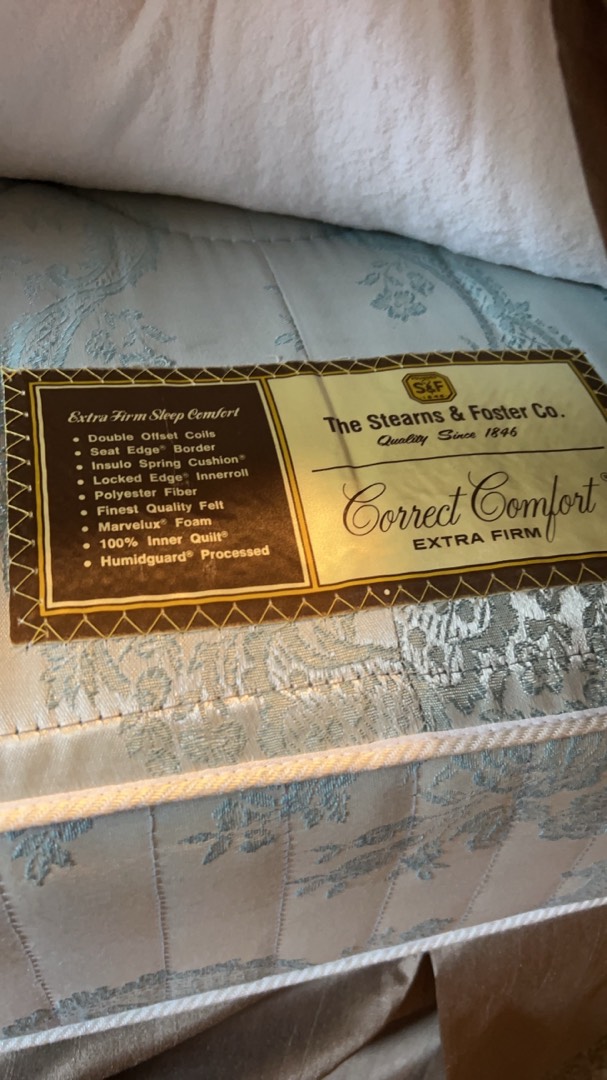 Extra Firm Sleep Comfort
• Double Offset Coils
• Seat Edge® Border
• Insulo Spring Cushion®
• Locked Edge® Innerroll
• Polyester Fiber
• Finest Quality Felt
• Marvelux® Foam
• 100% Inner Quilt®
• Humidguard® Processed
S&F
1846
The Stearns & Foster Co.
Quality Since 1846
Correct Comfort®
EXTRA FIRM